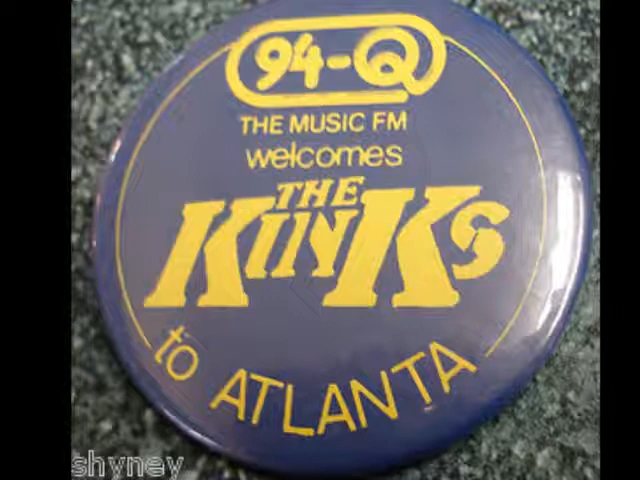 94-Q
THE MUSIC FM
welcomes
THE
KINKS
to ATLANTA
shyney